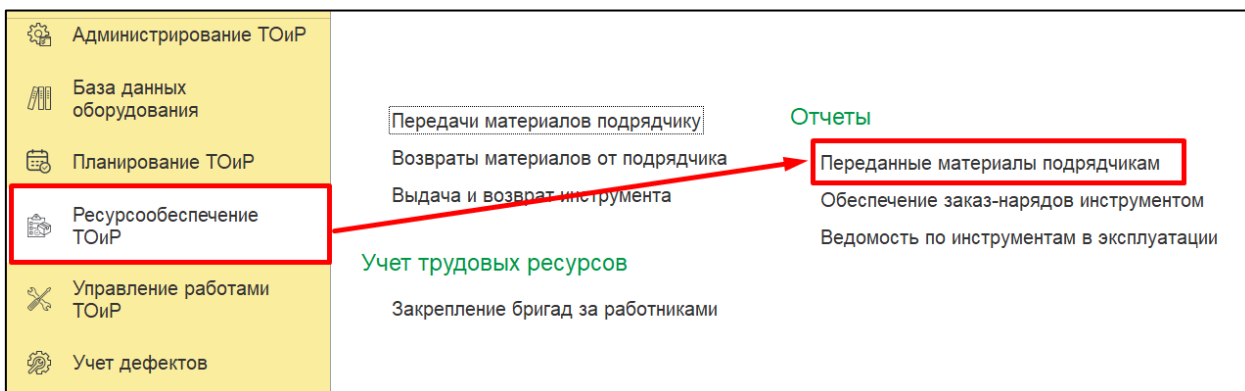 Администрирование ТОиР
База данных
оборудования
Планирование ТОиР
Ресурсообеспечение
ТОиР
Управление работами
ТОиР
Учет дефектов
Передачи материалов подрядчику
Возвраты материалов от подрядчика
Выдача и возврат инструмента
Учет трудовых ресурсов
Закрепление бригад за работниками
Отчеты
Переданные материалы подрядчикам
Обеспечение заказ-нарядов инструментом
Ведомость по инструментам в эксплуатации